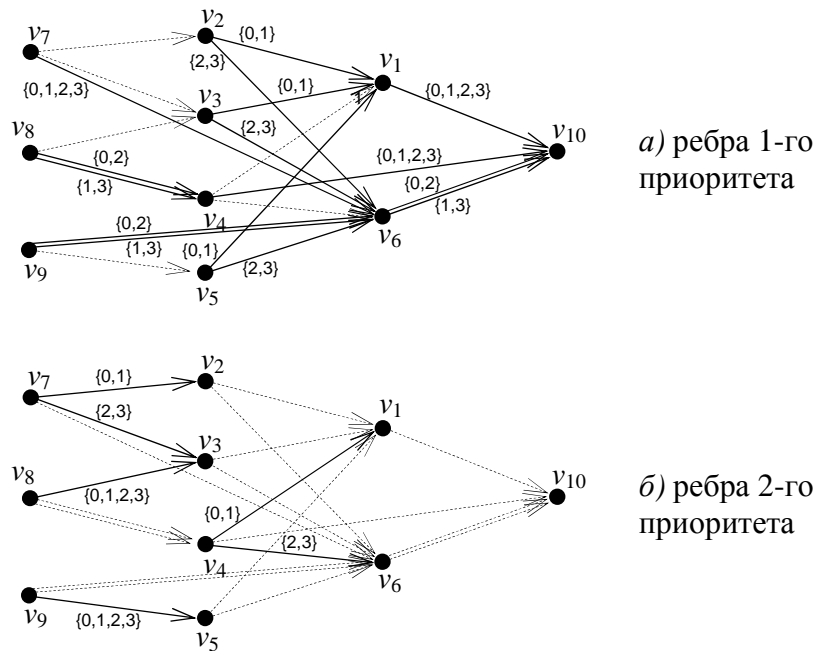 v2
v7
{2,3}
{0,1}
v1
{0,1,2,3}
v3
{0,1}
{0,1,2,3}
v8
{2,3}
v10
{0,2}
{0,1,2,3}
{1,3}
{0,2}
{1,3}
v4
{0,2}
v6
{1,3}
{0,1}
v9
{2,3}
v5
а) ребра 1-го
приоритета
v2
v7
{0,1}
{2,3}
v1
v3
v8
v10
{0,1,2,3}
{0,1}
v4
{2,3}
v6
v9
{0,1,2,3}
v5
б) ребра 2-го
приоритета